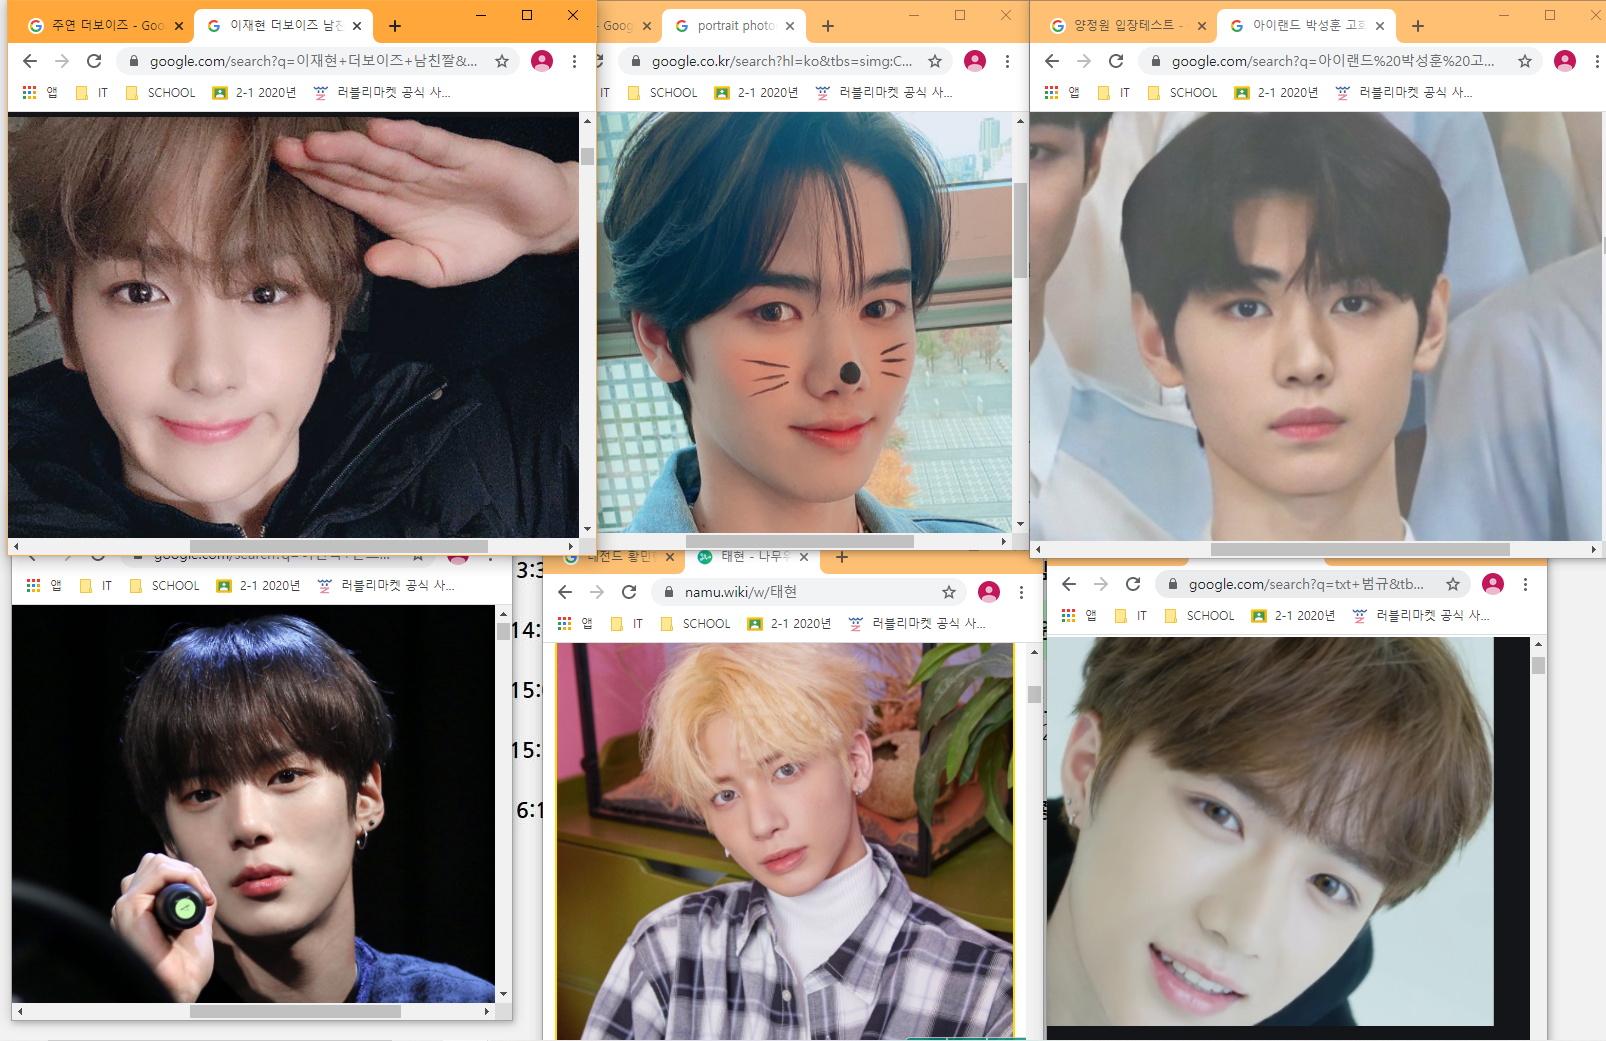 주연 더보이즈 - Goo
이재현 더보이즈 남친
google.com/search?q=이재현+더보이즈+남친짤&...
앱
IT
SCHOOL
2-1 2020년
러블리마켓 공식 사...
- Goog
portrait photo
google.co.kr/search?hl=ko&tbs=simg:C...
IT
SCHOOL
2-1 2020년
러블리마켓 공식 사...
양정원 입장테스트 -
아이랜드 박성훈 고화
google.com/search?q=아이랜드%20박성훈%20고...
앱
IT
SCHOOL
2-1 2020년
러블리마켓 공식 사...
앱
IT
SCHOOL
2-1 2020년
러블리마켓 공식 사...
3:3
14:
15:
15:
6:1
태현 - 나무위
namu.wiki/w/태현
앱
IT
SCHOOL
2-1 2020년
러블리마켓 공식 사...
google.com/search?q=txt+범규&tb...
앱
IT
SCHOOL
2-1 2020년
러블리마켓 공식 사...